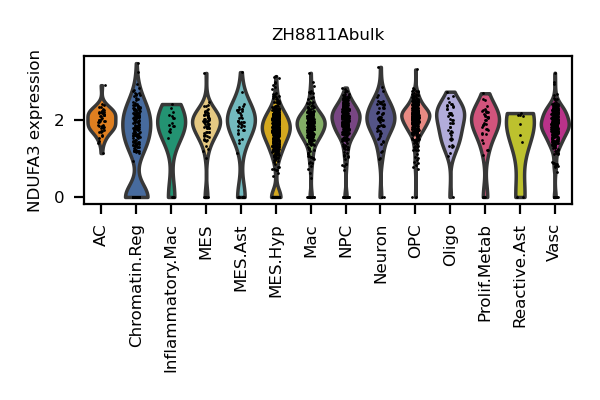 ZH8811Abulk
NDUFA3 expression
2
0
AC
Chromatin.Reg
Inflammatory.Mac
MES
MES.Ast
MES.Hyp
Mac
NPC
Neuron
OPC
Oligo
Prolif.Metab
Reactive.Ast
Vasc